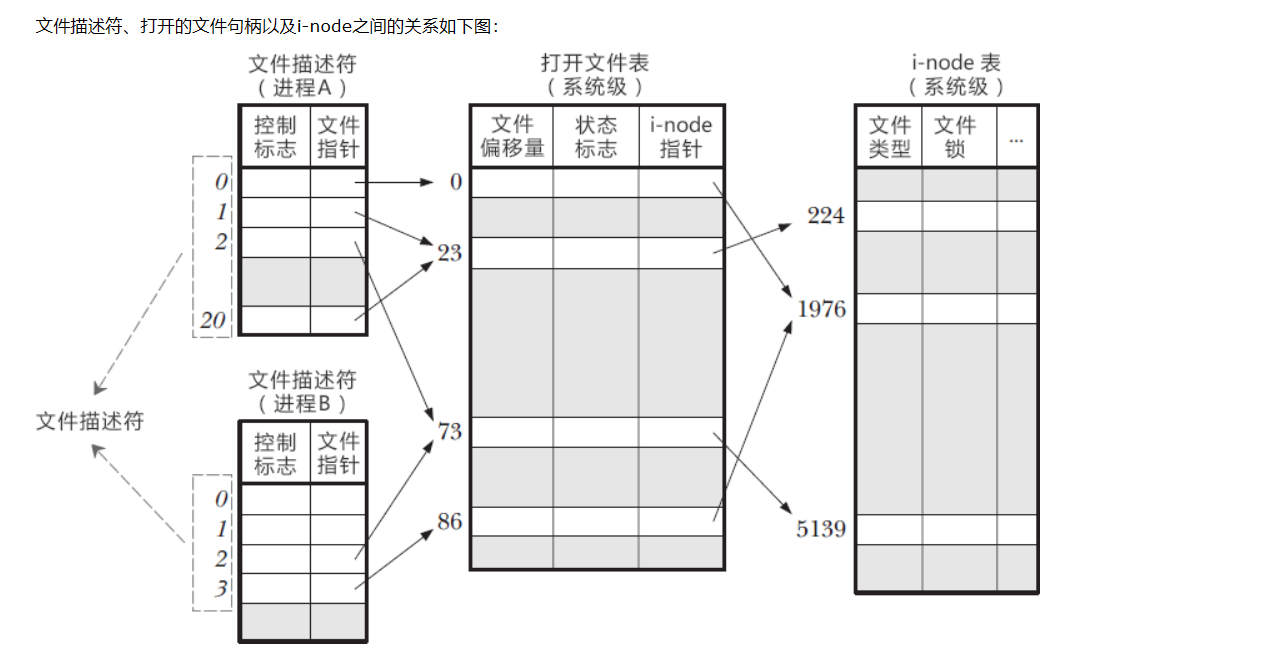 文件描述符、打开的文件句柄以及i-node之间的关系如下图：
文件描述符
（进程A）
控制
标志
文件
指针
0
1
2
20
文件描述符
（进程B）
控制
标志
文件
指针
0
1
2
3
文件描述符
打开文件表
（系统级）
文件
偏移量
状态
标志
i-node
指针
0
23
73
86
i-node 表
（系统级）
文件
类型
文件
锁
...
224
1976
5139